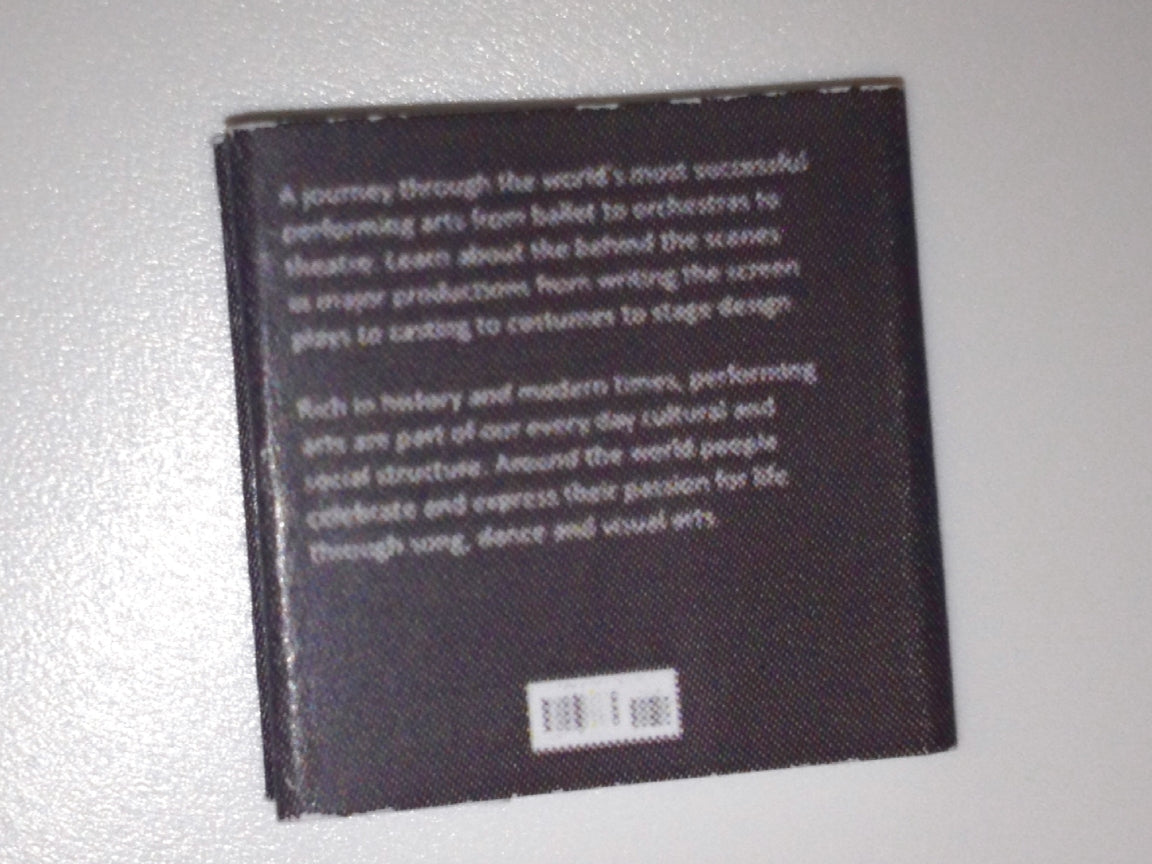 A journey through the world's most successful
performing arts from ballet to orchestras to
theatre. Learn about the behind the scenes
in major productions from writing the screen
plays to casting to costumes to stage design.
Rich in history and modern times, performing
arts are part of our every day cultural and
social structure. Around the world people
celebrate and express their passion for life
through song, dance and visual arts.